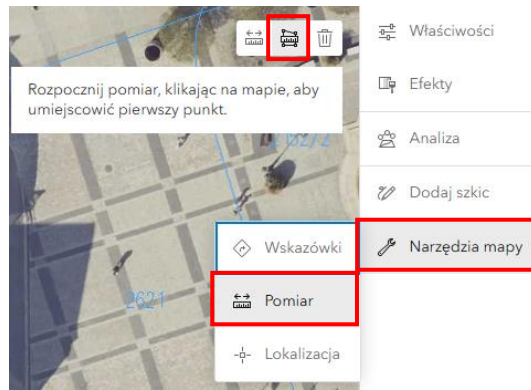 Rozpocznij pomiar, klikając na mapie, aby
umiejscowić pierwszy punkt.
2621
Wskazówki
Pomiar
Lokalizacja
Właściwości
Efekty
Analiza
Dodaj szkic
Narzędzia mapy